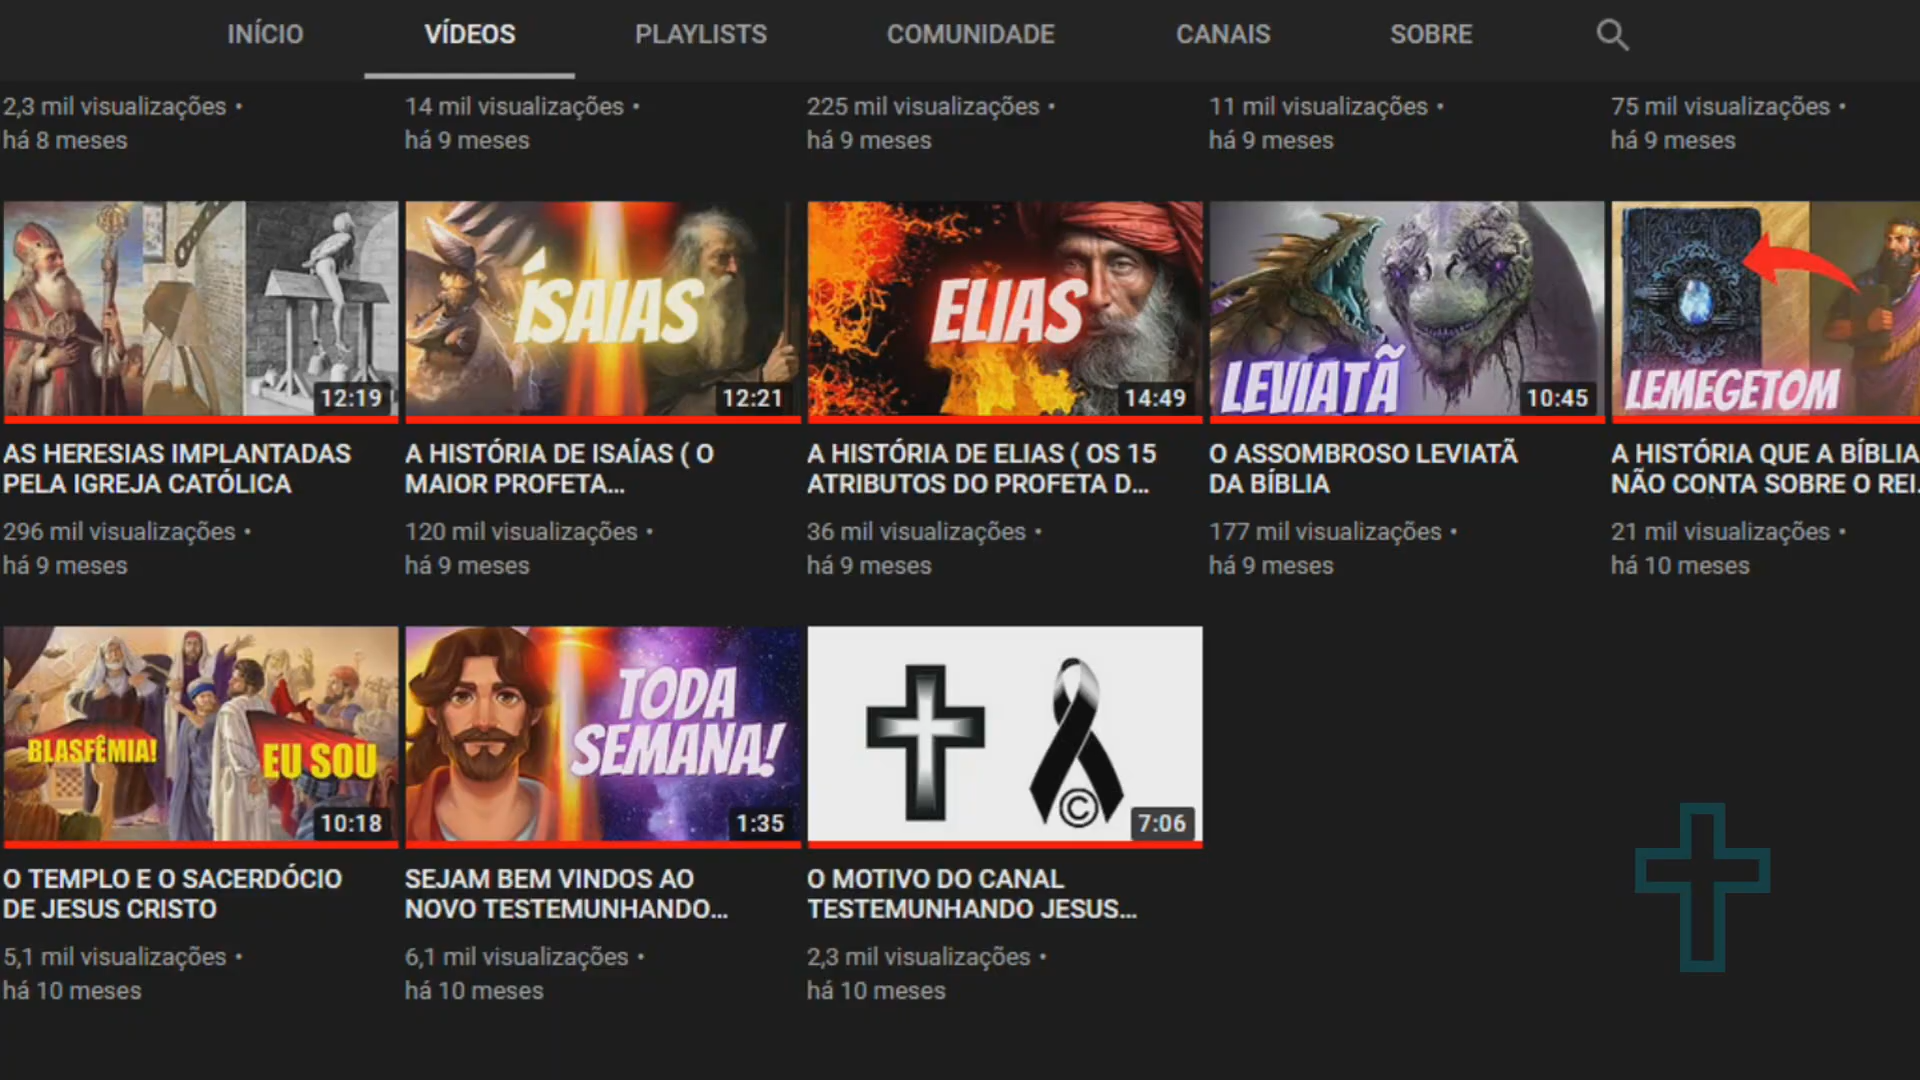 INÍCIO VÍDEOS PLAYLISTS COMUNIDADE CANAIS SOBRE
2,3 mil visualizações •
há 8 meses
14 mil visualizações •
há 9 meses
225 mil visualizações •
há 9 meses
11 mil visualizações •
há 9 meses
75 mil visualizações •
há 9 meses
12:19
AS HERESIAS IMPLANTADAS
PELA IGREJA CATÓLICA
296 mil visualizações •
há 9 meses
ÍSAIAS
12:21
A HISTÓRIA DE ISAÍAS ( O
MAIOR PROFETA...
120 mil visualizações •
há 9 meses
ELIAS
14:49
A HISTÓRIA DE ELIAS ( OS 15
ATRIBUTOS DO PROFETA D...
36 mil visualizações •
há 9 meses
LEVIATÃ
10:45
O ASSOMBROSO LEVIATÃ
DA BÍBLIA
177 mil visualizações •
há 9 meses
LEMEGETOM
A HISTÓRIA QUE A BÍBLIA
NÃO CONTA SOBRE O REI.
21 mil visualizações •
há 10 meses
BLASFÊMIA!
EU SOU
10:18
O TEMPLO E O SACERDÓCIO
DE JESUS CRISTO
5,1 mil visualizações •
há 10 meses
TODA
SEMANA!
1:35
SEJAM BEM VINDOS AO
NOVO TESTEMUNHANDO...
6,1 mil visualizações •
há 10 meses
©
7:06
O MOTIVO DO CANAL
TESTEMUNHANDO JESUS...
2,3 mil visualizações •
há 10 meses